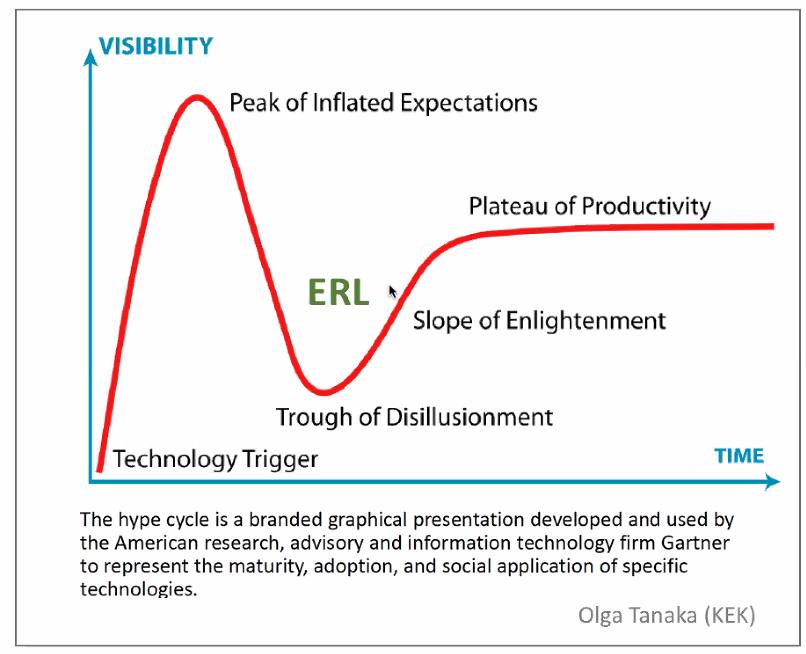 VISIBILITY
Peak of Inflated Expectations
Plateau of Productivity
ERL
Slope of Enlightenment
Trough of Disillusionment
Technology Trigger
TIME
The hype cycle is a branded graphical presentation developed and used by
the American research, advisory and information technology firm Gartner
to represent the maturity, adoption, and social application of specific
technologies.
Olga Tanaka (KEK)